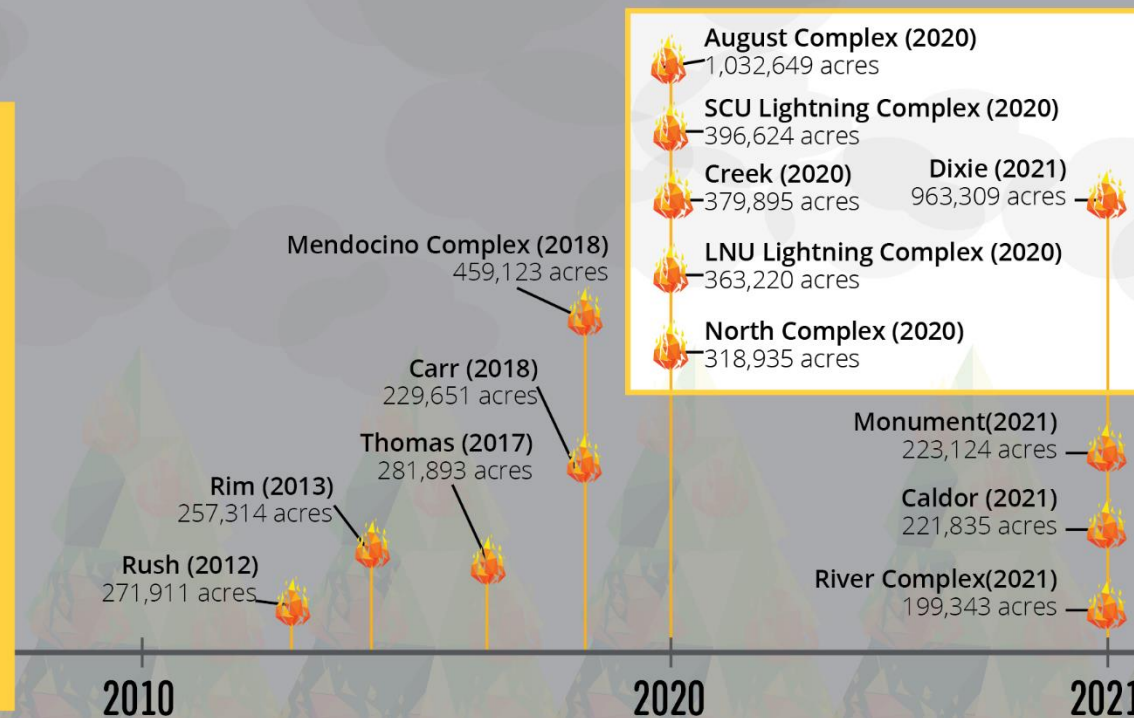 August Complex (2020)
1,032,649 acres
SCU Lightning Complex (2020)
396,624 acres
Creek (2020)
379,895 acres
Dixie (2021)
963,309 acres
LNU Lightning Complex (2020)
363,220 acres
North Complex (2020)
318,935 acres
Mendocino Complex (2018)
459,123 acres
Carr (2018)
229,651 acres
Thomas (2017)
281,893 acres
Rim (2013)
257,314 acres
Rush (2012)
271,911 acres
Monument(2021)
223,124 acres
Caldor (2021)
221,835 acres
River Complex(2021)
199,343 acres
2010
2020
2021